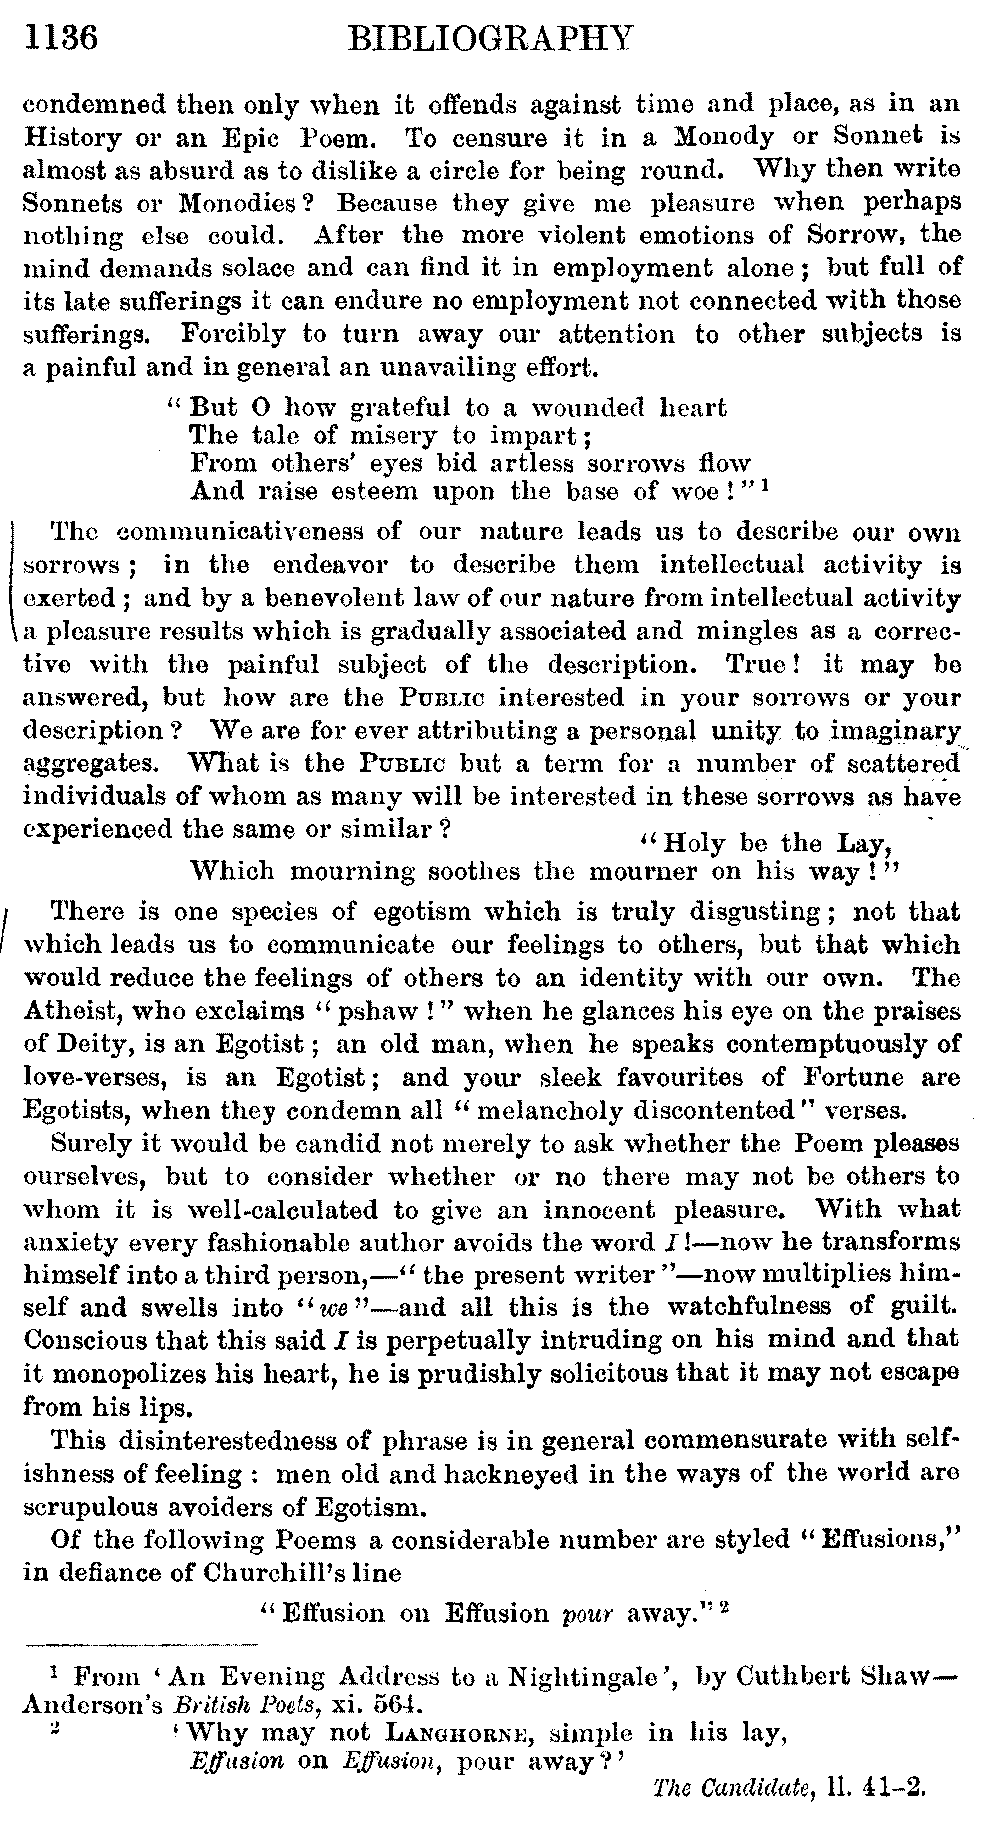 1136 BIBLIOGRAPHY
condemned then only when it offends against time and place, as in an
History or an Epic Poem. To censure it in a Monody or Sonnet is
almost as absurd as to dislike a circle for being round. Why then write
Sonnets or Monodies? Because they give me pleasure when perhaps
nothing else could. After the more violent emotions of Sorrow, the
mind demands solace and can find it in employment alone; but full of
its late sufferings it can endure no employment not connected with those
sufferings. Forcibly to turn away our attention to other subjects is
a painful and in general an unavailing effort.
“But O how grateful to a wounded heart
The tale of misery to impart;
From others' eyes bid artless sorrows flow
And raise esteem upon the base of woe!”1
The communicativeness of our nature leads us to describe our own
sorrows; in the endeavor to describe them intellectual activity is
exerted; and by a benevolent law of our nature from intellectual activity
a pleasure results which is gradually associated and mingles as a correc-
tive with the painful subject of the description. True! it may be
answered, but how are the PUBLIC interested in your sorrows or your
description? We are for ever attributing a personal unity to imaginary
aggregates. What is the PUBLIC but a term for a number of scattered
individuals of whom as many will be interested in these sorrows as have
experienced the same or similar?
“Holy be the Lay,
Which mourning soothes the mourner on his way!”
There is one species of egotism which is truly disgusting; not that
which leads us to communicate our feelings to others, but that which
would reduce the feelings of others to an identity with our own. The
Atheist, who exclaims “pshaw!” when he glances his eye on the praises
of Deity, is an Egotist; an old man, when he speaks contemptuously of
love-verses, is an Egotist; and your sleek favourites of Fortune are
Egotists, when they condemn all “melancholy discontented” verses.
Surely it would be candid not merely to ask whether the Poem pleases
ourselves, but to consider whether or no there may not be others to
whom it is well-calculated to give an innocent pleasure. With what
anxiety every fashionable author avoids the word I!—now he transforms
himself into a third person,—“the present writer”—now multiplies him-
self and swells into “we”—and all this is the watchfulness of guilt.
Conscious that this said I is perpetually intruding on his mind and that
it monopolizes his heart, he is prudishly solicitous that it may not escape
from his lips.
This disinterestedness of phrase is in general commensurate with self-
ishness of feeling: men old and hackneyed in the ways of the world are
scrupulous avoiders of Egotism.
Of the following Poems a considerable number are styled “Effusions,”
in defiance of Churchill's line
“Effusion on Effusion pour away.”2
1 From ‘An Evening Address to a Nightingale’, by Cuthbert Shaw—
Anderson's British Poets, xi. 564.
2 ‘Why may not LANGHORNE, simple in his lay,
Effusion on Effusion, pour away?’
The Candidate, ll. 41-2.